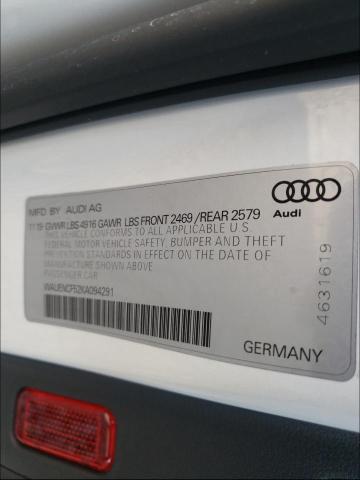 MFD BY AUDI AG
11 19 GVWR LBS 4916 GAWR LBS FRONT 2469 /REAR 2579
THIS VEHICLE CONFORMS TO ALL APPLICABLE U.S.
FEDERAL MOTOR VEHICLE SAFETY, BUMPER AND THEFT
PREVENTION STANDARDS IN EFFECT ON THE DATE OF
MANUFACTURE FROM ABOVE
PASSENGER CAR
WAUENCF52KA094291
Audi
4631619
GERMANY